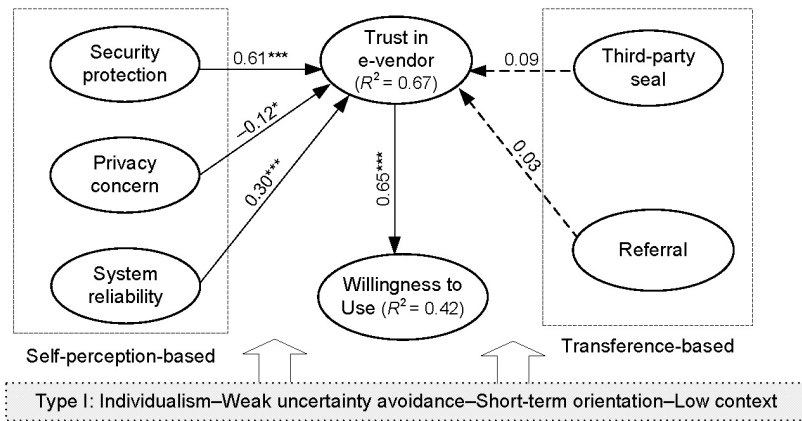 Security
protection
0.61***
Trust in
e-vendor
(R² = 0.67)
0.09
Third-party
seal
–0.12*
Privacy
concern
0.30***
0.65***
0.03
System
reliability
Willingness to
Use (R² = 0.42)
Referral
Self-perception-based
Transference-based
Type I: Individualism–Weak uncertainty avoidance–Short-term orientation–Low context